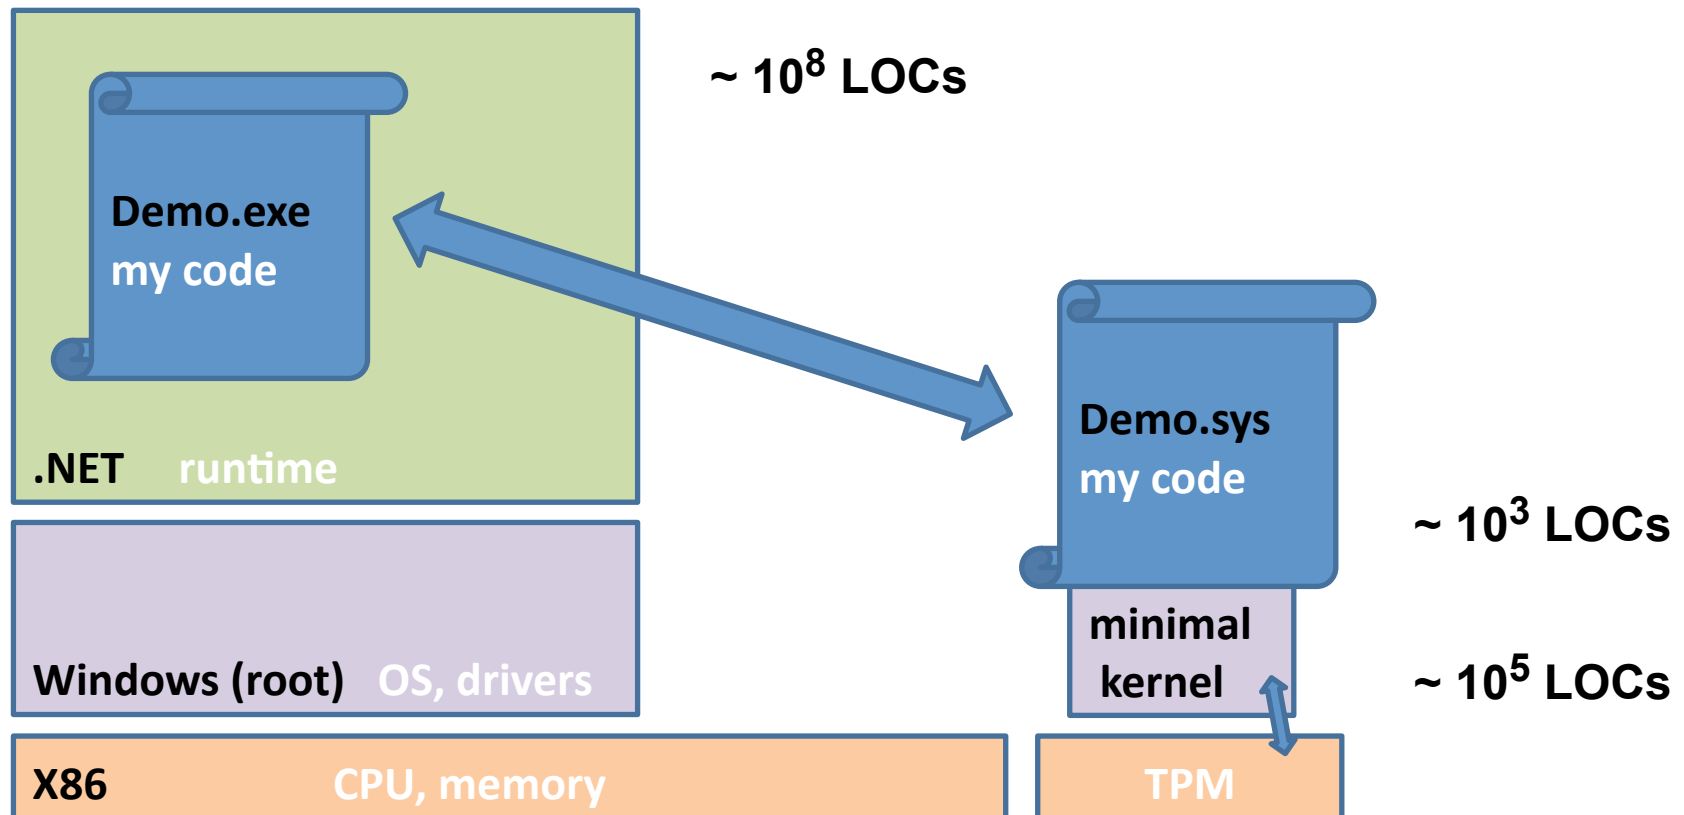 ~ 10⁸ LOCs
Demo.exe
my code
.NET runtime
Windows (root) OS, drivers
X86 CPU, memory
Demo.sys
my code
~ 10³ LOCs
minimal
kernel
~ 10⁵ LOCs
TPM